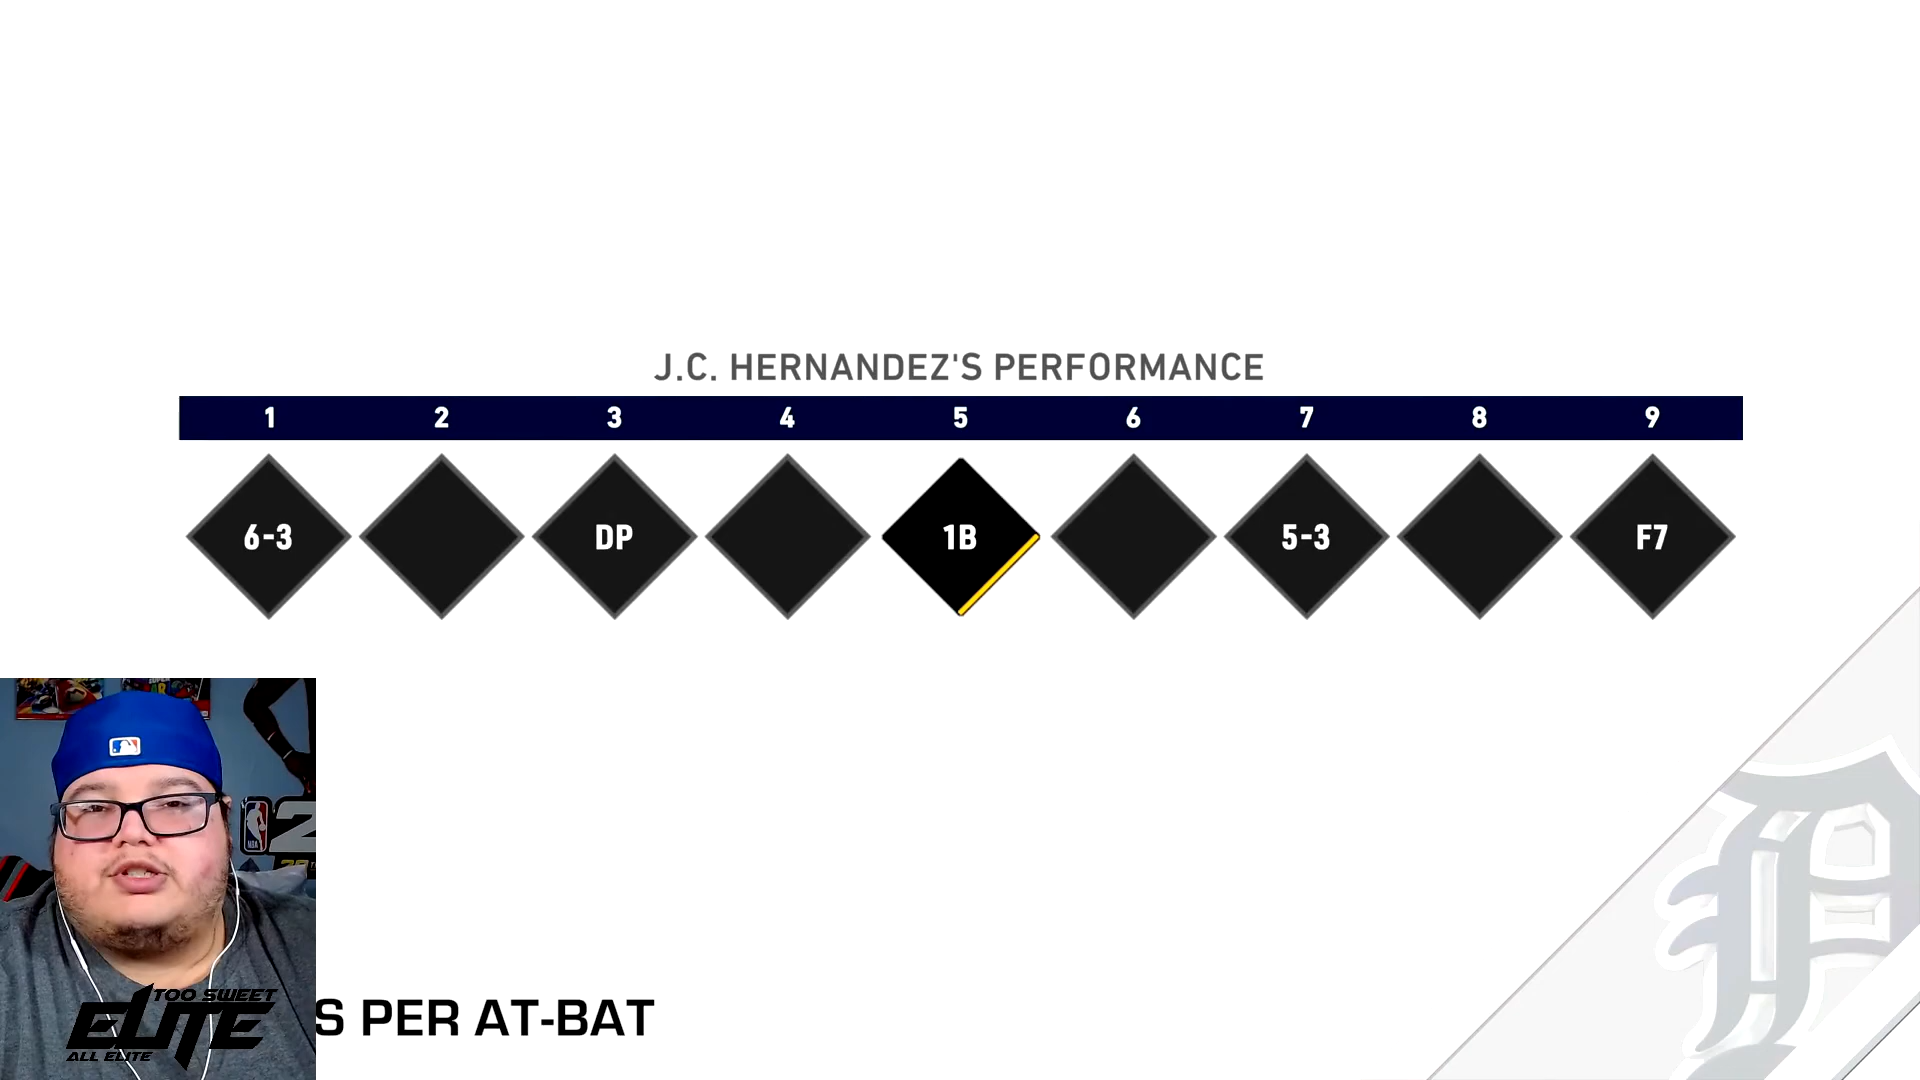 J.C. HERNANDEZ'S PERFORMANCE
1 2 3 4 5 6 7 8 9
6-3 DP 1B 5-3 F7
TOO SWEET
ELITE
ALL ELITE
S PER AT-BAT
NBA